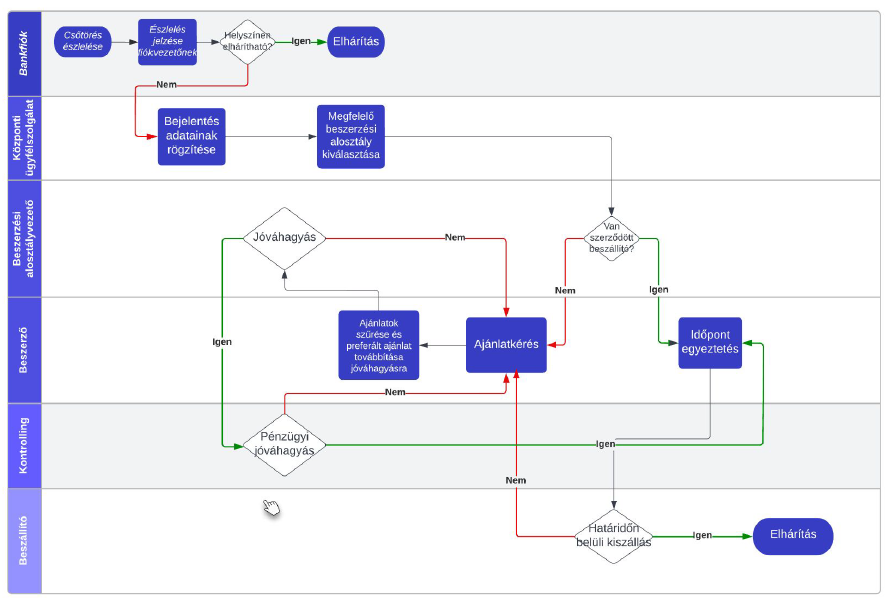 Bankfiók
Csőtörés
észlelése
Észlelés
jelzése
fiókvezetőnek
Helyszínen
elhárítható?
Igen
Elhárítás
Nem
Központi
ügyfélszolgálat
Bejelentés
adatainak
rögzítése
Megfelelő
beszerzési
alosztály
kiválasztása
Beszerzési
alosztályvezető
Jóváhagyás
Nem
Van
szerződött
beszállító?
Nem
Igen
Igen
Beszerző
Ajánlatok
szűrése és
preferált ajánlat
továbbítása
jóváhagyásra
Ajánlatkérés
Időpont
egyeztetés
Nem
Kontrolling
Pénzügyi
jóváhagyás
Igen
Nem
Beszállító
Határidőn
belüli kiszállás
Igen
Elhárítás